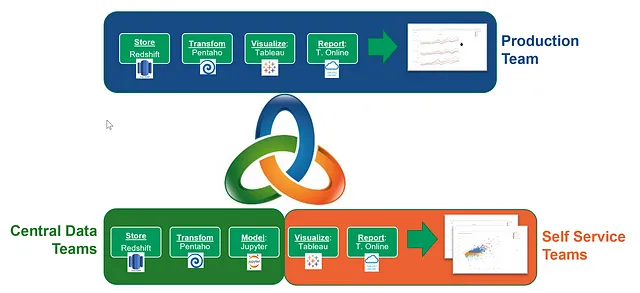 Store
Redshift
Transfom
Pentaho
Visualize:
Tableau
Report:
T. Online
Production
Team
Central Data
Teams
Store
Redshift
Transfom
Pentaho
Model:
Jupyter
Visualize:
Tableau
Report:
T. Online
Self Service
Teams